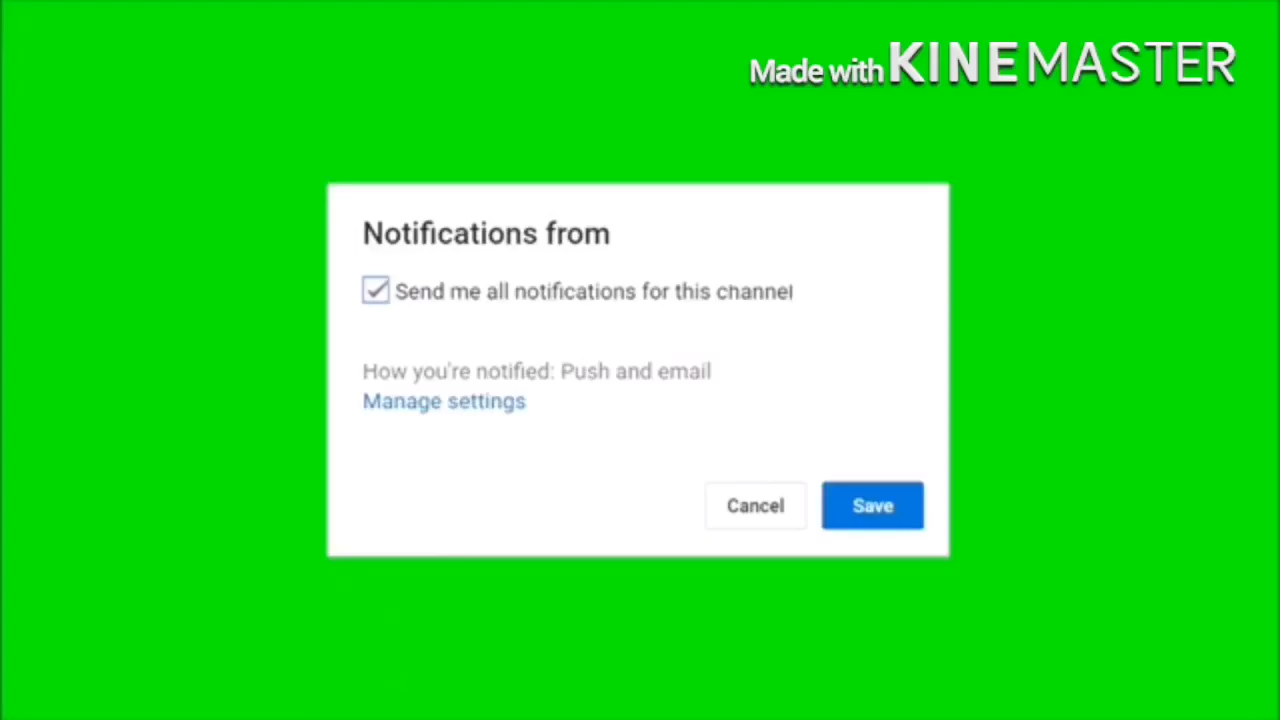 Made with KINEMASTER
Notifications from
Send me all notifications for this channel
How you're notified: Push and email
Manage settings
Cancel Save